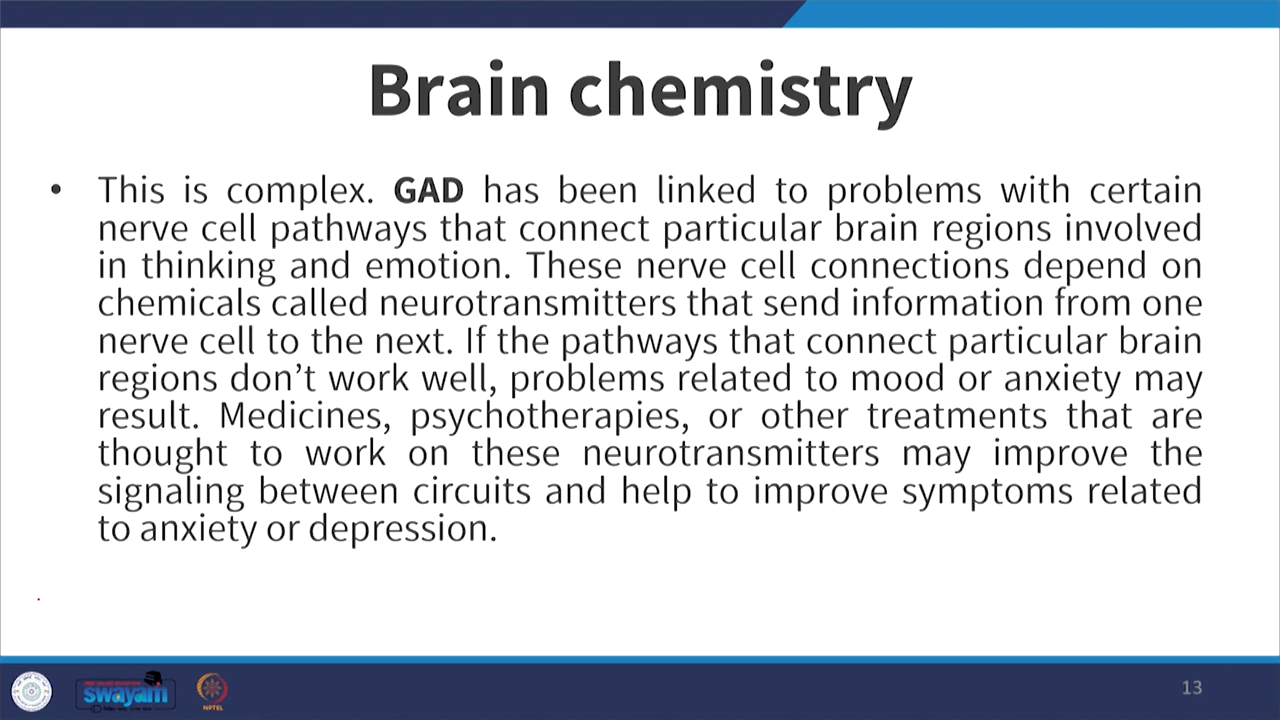 Brain chemistry
• This is complex. GAD has been linked to problems with certain
nerve cell pathways that connect particular brain regions involved
in thinking and emotion. These nerve cell connections depend on
chemicals called neurotransmitters that send information from one
nerve cell to the next. If the pathways that connect particular brain
regions don’t work well, problems related to mood or anxiety may
result. Medicines, psychotherapies, or other treatments that are
thought to work on these neurotransmitters may improve the
signaling between circuits and help to improve symptoms related
to anxiety or depression.
swayam
NPTEL
13